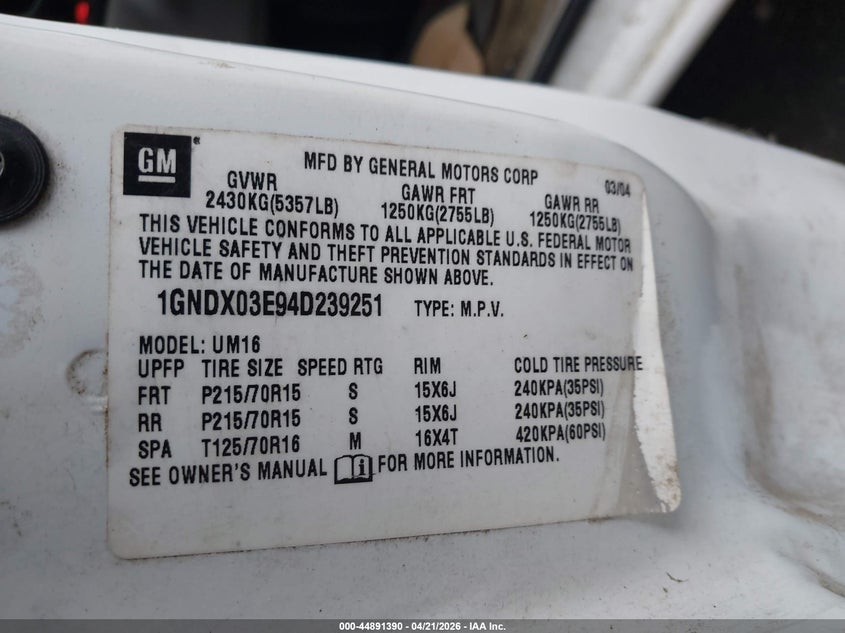 GM
MFD BY GENERAL MOTORS CORP 03/04
GVWR GAWR FRT GAWR RR
2430KG(5357LB) 1250KG(2755LB) 1250KG(2755LB)
THIS VEHICLE CONFORMS TO ALL APPLICABLE U.S. FEDERAL MOTOR
VEHICLE SAFETY AND THEFT PREVENTION STANDARDS IN EFFECT ON
THE DATE OF MANUFACTURE SHOWN ABOVE.
1GNDX03E94D239251 TYPE: M.P.V.
MODEL: UM16
UPFP TIRE SIZE SPEED RTG RIM COLD TIRE PRESSURE
FRT P215/70R15 S 15X6J 240KPA(35PSI)
RR P215/70R15 S 15X6J 240KPA(35PSI)
SPA T125/70R16 M 16X4T 420KPA(60PSI)
SEE OWNER'S MANUAL FOR MORE INFORMATION.
000-44891390 - 04/21/2026 - IAA Inc.